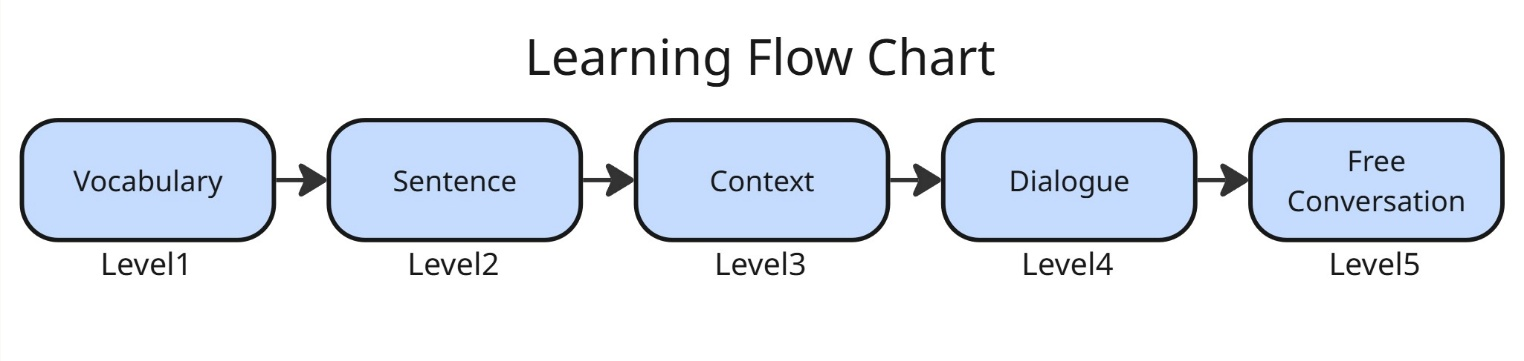 Learning Flow Chart
Vocabulary
Sentence
Context
Dialogue
Free
Conversation
Level1
Level2
Level3
Level4
Level5